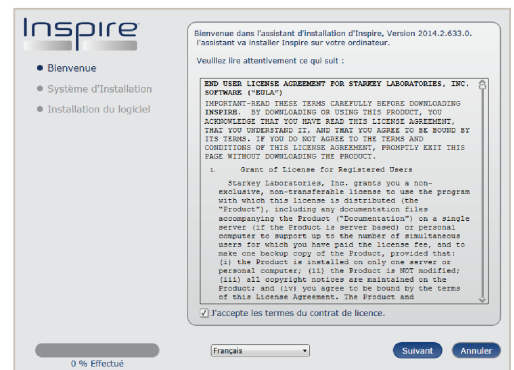 Inspire
Bienvenue
Système d'Installation
Installation du logiciel
Bienvenue dans l'assistant d'installation d'Inspire, Version 2014.2.633.0.
l'assistant va installer Inspire sur votre ordinateur.
Veuillez lire attentivement ce qui suit :
END USER LICENSE AGREEMENT FOR STARKEY LABORATORIES, INC.
SOFTWARE ("EULA")
IMPORTANT-READ THESE TERMS CAREFULLY BEFORE DOWNLOADING
INSPIRE. BY DOWNLOADING OR USING THIS PRODUCT, YOU
ACKNOWLEDGE THAT YOU HAVE READ THIS LICENSE AGREEMENT,
THAT YOU UNDERSTAND IT, AND THAT YOU AGREE TO BE BOUND BY
ITS TERMS. IF YOU DO NOT AGREE TO THE TERMS AND
CONDITIONS OF THIS LICENSE AGREEMENT, PROMPTLY EXIT THIS
PAGE WITHOUT DOWNLOADING THE PRODUCT.
1. Grant of License for Registered Users
Starkey Laboratories, Inc. grants you a non-
exclusive, non-transferable license to use the program
with which this license is distributed (the
"Product"), including any documentation files
accompanying the Product ("Documentation") on a single
server (if the Product is server based) or personal
computer to support up to the number of simultaneous
users for which you have paid the license fee, and to
make one backup copy of the Product, provided that:
(i) the Product is installed on only one server or
personal computer; (ii) the Product is NOT modified;
(iii) all copyright notices are maintained on the
Product; and (iv) you agree to be bound by the terms
of this License Agreement. The Product and
J'accepte les termes du contrat de licence.
0 % Effectué
Français
Suivant
Annuler